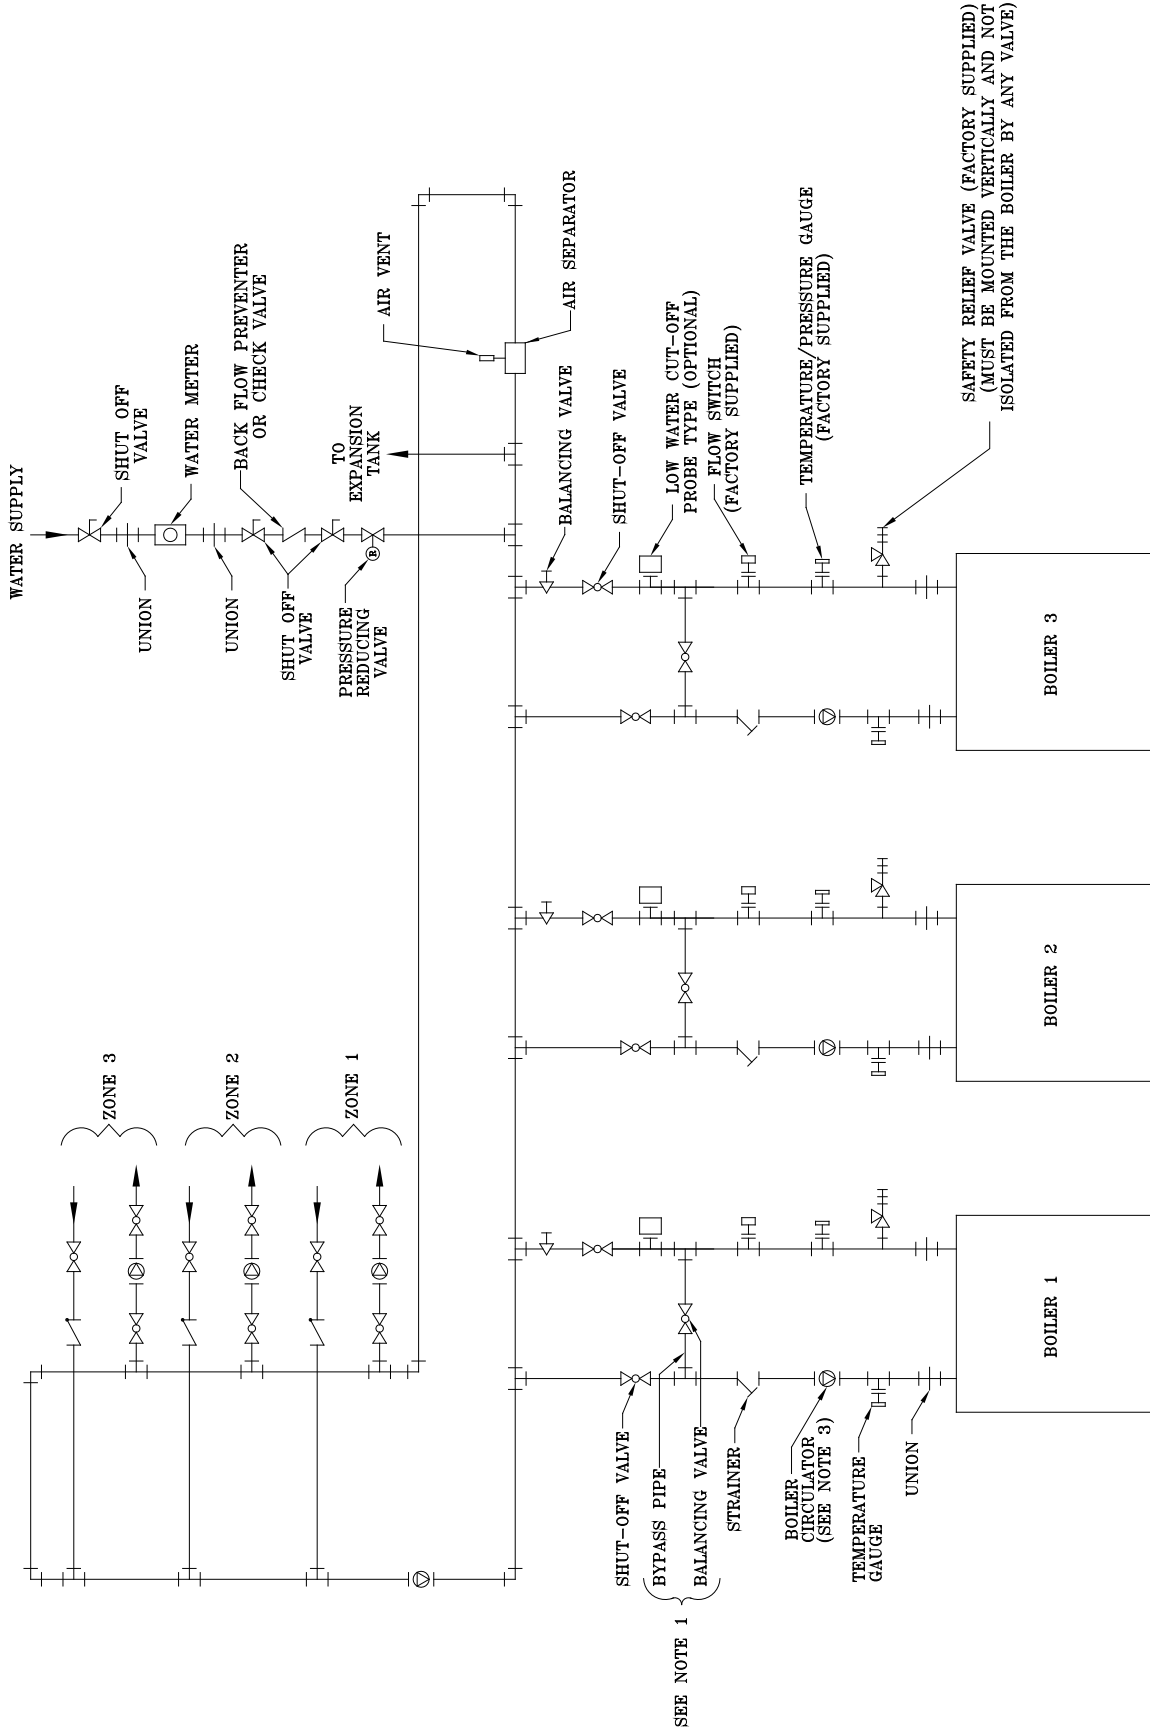 WATER SUPPLY
SHUT OFF
VALVE
UNION
WATER METER
UNION
BACK FLOW PREVENTER
OR CHECK VALVE
SHUT OFF
VALVE
PRESSURE
REDUCING
VALVE
R
TO
EXPANSION
TANK
AIR VENT
AIR SEPARATOR
ZONE 3
ZONE 2
ZONE 1
BALANCING VALVE
SHUT-OFF VALVE
LOW WATER CUT-OFF
PROBE TYPE (OPTIONAL)
FLOW SWITCH
(FACTORY SUPPLIED)
TEMPERATURE/PRESSURE GAUGE
(FACTORY SUPPLIED)
SAFETY RELIEF VALVE (FACTORY SUPPLIED)
(MUST BE MOUNTED VERTICALLY AND NOT
ISOLATED FROM THE BOILER BY ANY VALVE)
SHUT-OFF VALVE
SEE NOTE 1
BYPASS PIPE
BALANCING VALVE
STRAINER
BOILER
CIRCULATOR
(SEE NOTE 3)
TEMPERATURE
GAUGE
UNION
BOILER 1
BOILER 2
BOILER 3